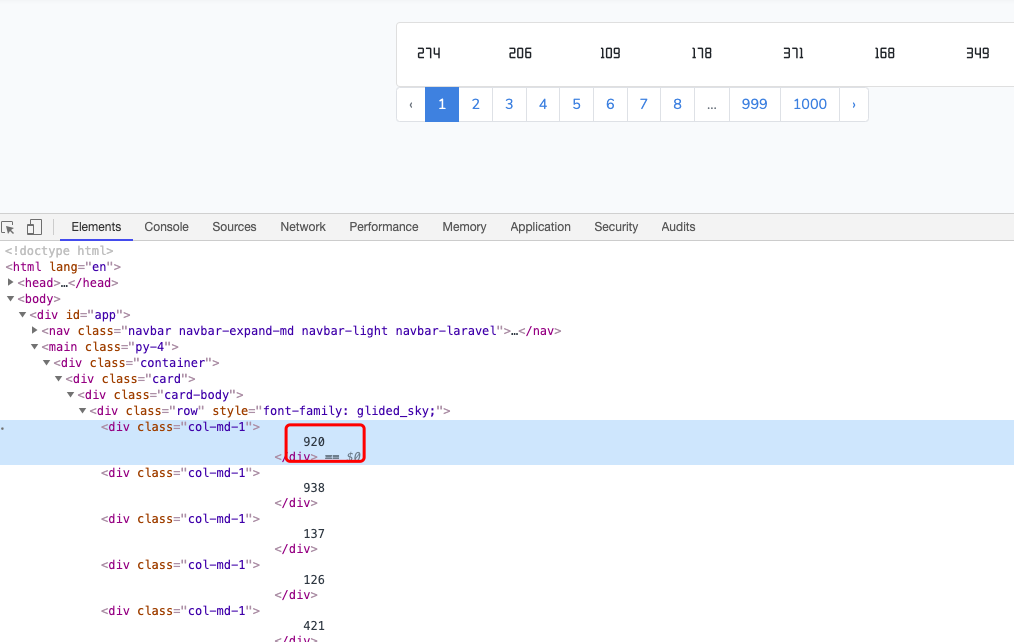 274 206 109 178 371 168 349
‹ 1 2 3 4 5 6 7 8 ... 999 1000 ›
Elements Console Sources Network Performance Memory Application Security Audits
<!doctype html>
<html lang="en">
<head>…</head>
<body>
<div id="app">
<nav class="navbar navbar-expand-md navbar-light navbar-laravel">…</nav>
<main class="py-4">
<div class="container">
<div class="card">
<div class="card-body">
<div class="row" style="font-family: glided_sky;">
<div class="col-md-1">
920
</div> == $0
<div class="col-md-1">
938
</div>
<div class="col-md-1">
137
</div>
<div class="col-md-1">
126
</div>
<div class="col-md-1">
421
</div>